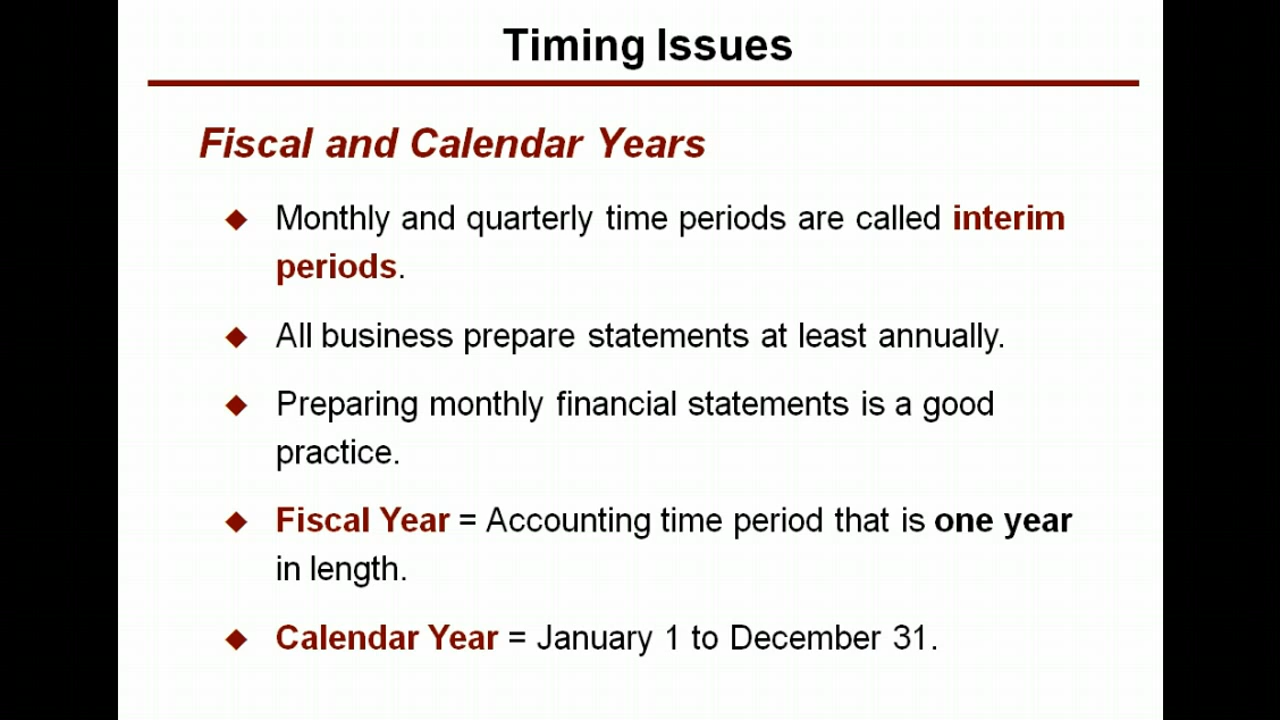 Timing Issues
Fiscal and Calendar Years
Monthly and quarterly time periods are called interim
periods.
All business prepare statements at least annually.
Preparing monthly financial statements is a good
practice.
Fiscal Year = Accounting time period that is one year
in length.
Calendar Year = January 1 to December 31.